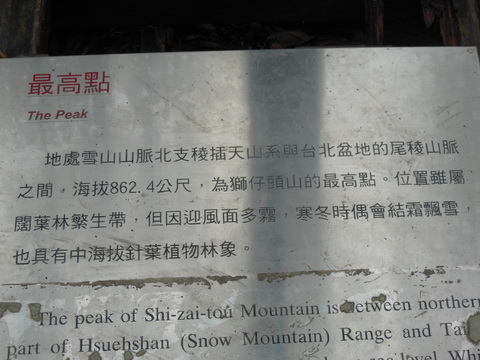 最高點
The Peak
地處雪山山脈北支稜插天山系與台北盆地的尾稜山脈
之間，海拔862.4公尺，為獅仔頭山的最高點。位置雖屬
闊葉林繁生帶，但因迎風面多霧，寒冬時偶會結霜飄雪，
也具有中海拔針葉植物林象。
The peak of Shi-zai-tou Mountain is between northern
part of Hsuehshan (Snow Mountain) Range and Tai
level. Whi